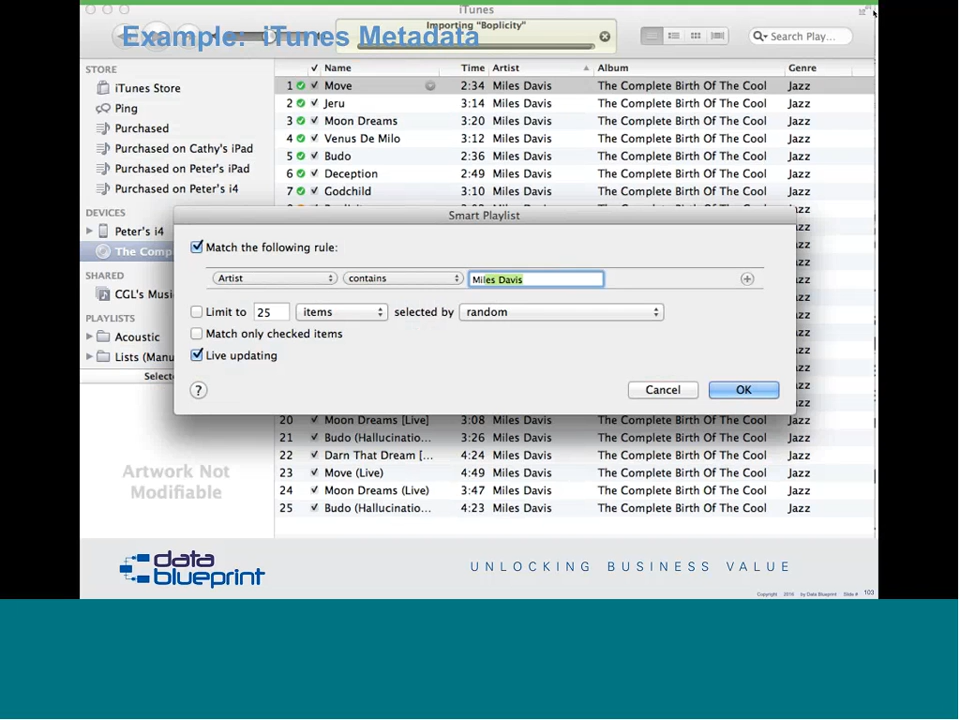 iTunes
Importing "Boplicity"
Example: iTunes Metadata
Search Play...
STORE
iTunes Store
Ping
Purchased
Purchased on Cathy's iPad
Purchased on Peter's iPad
Purchased on Peter's i4
DEVICES
Peter's i4
The Comp
SHARED
CGL's Musi
PLAYLISTS
Acoustic
Lists (Manu
Selecte
Artwork Not
Modifiable
✓ Name Time Artist Album Genre
1 ✓ Move 2:34 Miles Davis The Complete Birth Of The Cool Jazz
2 ✓ Jeru 3:14 Miles Davis The Complete Birth Of The Cool Jazz
3 ✓ Moon Dreams 3:20 Miles Davis The Complete Birth Of The Cool Jazz
4 ✓ Venus De Milo 3:12 Miles Davis The Complete Birth Of The Cool Jazz
5 ✓ Budo 2:36 Miles Davis The Complete Birth Of The Cool Jazz
6 ✓ Deception 2:49 Miles Davis The Complete Birth Of The Cool Jazz
7 ✓ Godchild 3:10 Miles Davis The Complete Birth Of The Cool Jazz
Smart Playlist
Match the following rule:
Artist contains Miles Davis
Limit to 25 items selected by random
Match only checked items
Live updating
? Cancel OK
20 ✓ Moon Dreams [Live] 3:08 Miles Davis The Complete Birth Of The Cool Jazz
21 ✓ Budo (Hallucinatio... 3:26 Miles Davis The Complete Birth Of The Cool Jazz
22 ✓ Darn That Dream [... 4:24 Miles Davis The Complete Birth Of The Cool Jazz
23 ✓ Move (Live) 4:49 Miles Davis The Complete Birth Of The Cool Jazz
24 ✓ Moon Dreams (Live) 3:47 Miles Davis The Complete Birth Of The Cool Jazz
25 ✓ Budo (Hallucinatio... 4:23 Miles Davis The Complete Birth Of The Cool Jazz
data
blueprint
UNLOCKING BUSINESS VALUE
Copyright 2016 by Data Blueprint Slide # 103